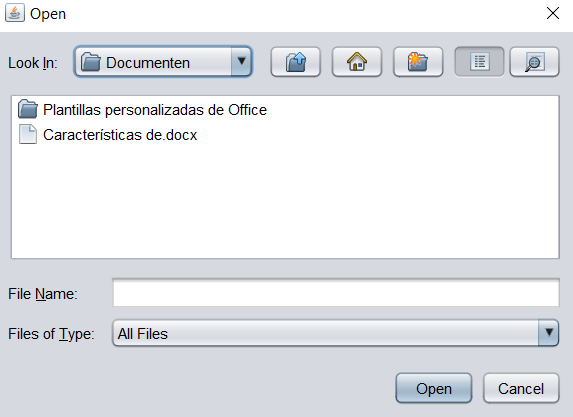 Open
Look In: Documenten
Plantillas personalizadas de Office
Características de.docx
File Name:
Files of Type: All Files
Open Cancel